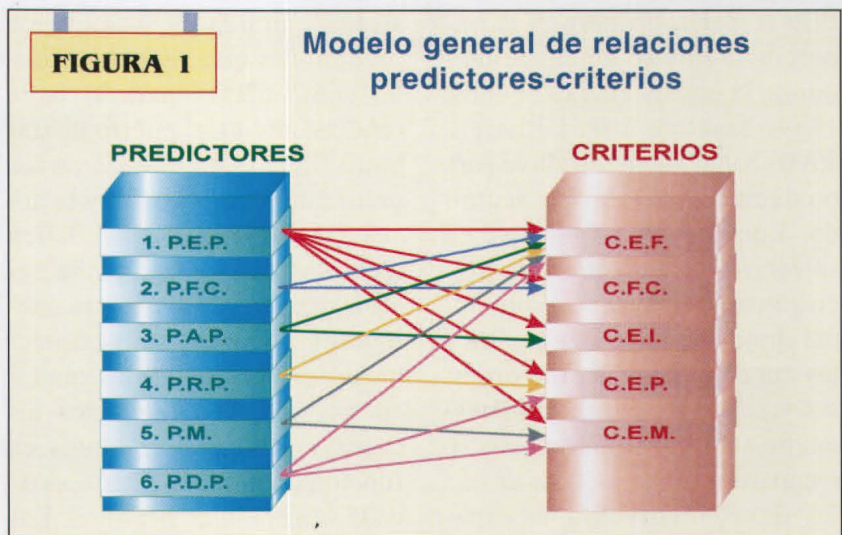 FIGURA 1
Modelo general de relaciones
predictores-criterios
PREDICTORES
CRITERIOS
1. P.E.P.
2. P.F.C.
3. P.A.P.
4. P.R.P.
5. P.M.
6. P.D.P.
C.E.F.
C.F.C.
C.E.I.
C.E.P.
C.E.M.